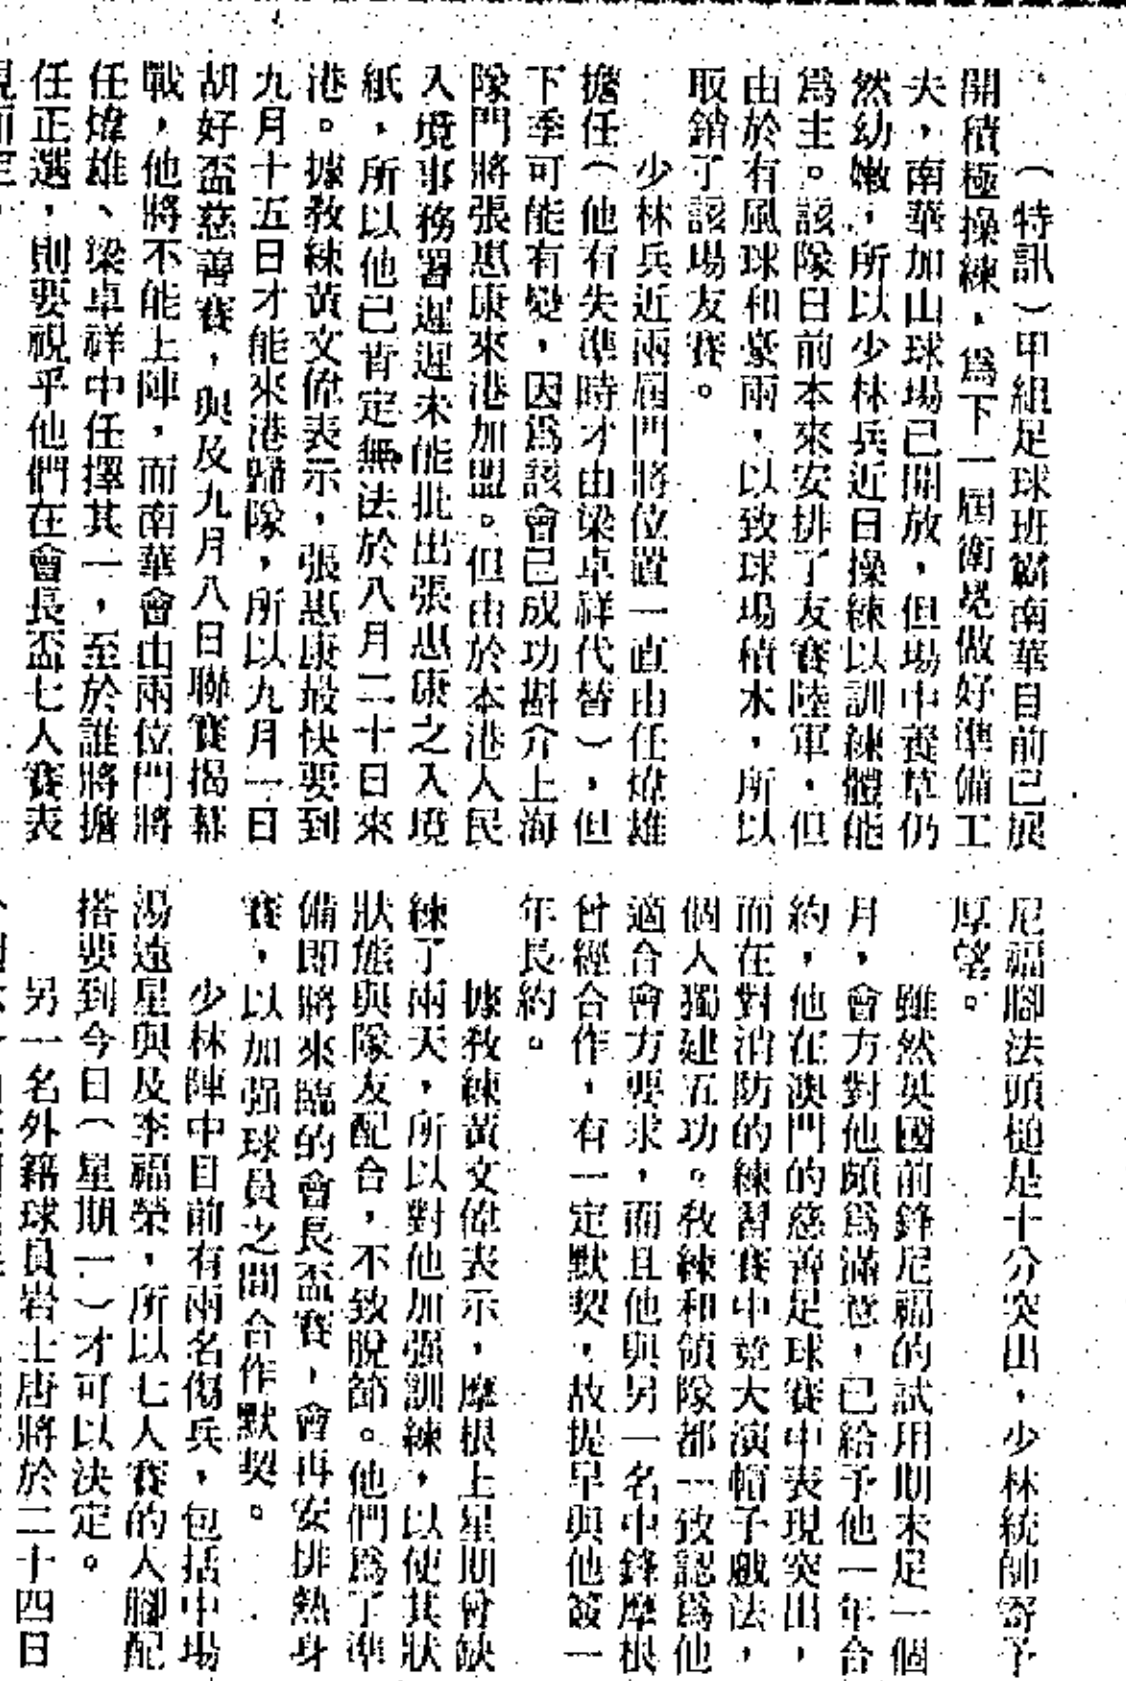 （特訊）甲組足球班霸南華目前已展
開積極操練，為下一屆衛冕做好準備工
夫，南華加山球場已開放，但場中蓑草仍
然幼嫩，所以少林兵近日操練以訓練體能
爲主。該隊日前本來安排了友賽陸軍，但
由於有風球和豪雨，以致球場積水，所以
取銷了該場友賽。
少林兵近兩屆門將位置一直由任煒雄
擔任（他有失準時才由梁卓祥代替），但
下季可能有變，因爲該會已成功斟介上海
隊門將張惠康來港加盟。但由於本港人民
入境事務署遲遲未能批出張惠康之入境
紙，所以他已肯定無法於八月二十日來
港。據教練黃文偉表示，張惠康最快要到
九月十五日才能來港歸隊，所以九月一日
胡好盃慈善賽，與及九月八日聯賽揭幕
戰，他將不能上陣，而南華會由兩位門將
任煒雄、梁卓祥中任擇其一，至於誰將擔
任正選，則要視乎他們在會長盃七人賽表
現而定。
尼福腳法頭槌是十分突出，少林統帥寄予
厚望。
雖然英國前鋒尼福的試用期未足一個
月，會方對他頗爲滿意，已給予他一年合
約，他在澳門的慈善足球賽中表現突出，
而在對消防的練習賽中竟大演帽子戲法，
個人獨建五功。教練和領隊都一致認爲他
適合會方要求，而且他與另一名中鋒摩根
曾經合作，有一定默契，故提早與他簽一
年長約。
據教練黃文偉表示，摩根上星期曾缺
練了兩天，所以對他加强訓練，以使其狀
狀態與隊友配合，不致脫節。他們爲了準
備即將來臨的會長盃賽，會再安排熱身
賽，以加强球員之間合作默契。
少林陣中目前有兩名傷兵，包括中場
湯遠星與及李福榮，所以七人賽的人腳配
搭要到今日（星期一）才可以決定。
另一名外籍球員岩士唐將於二十四日